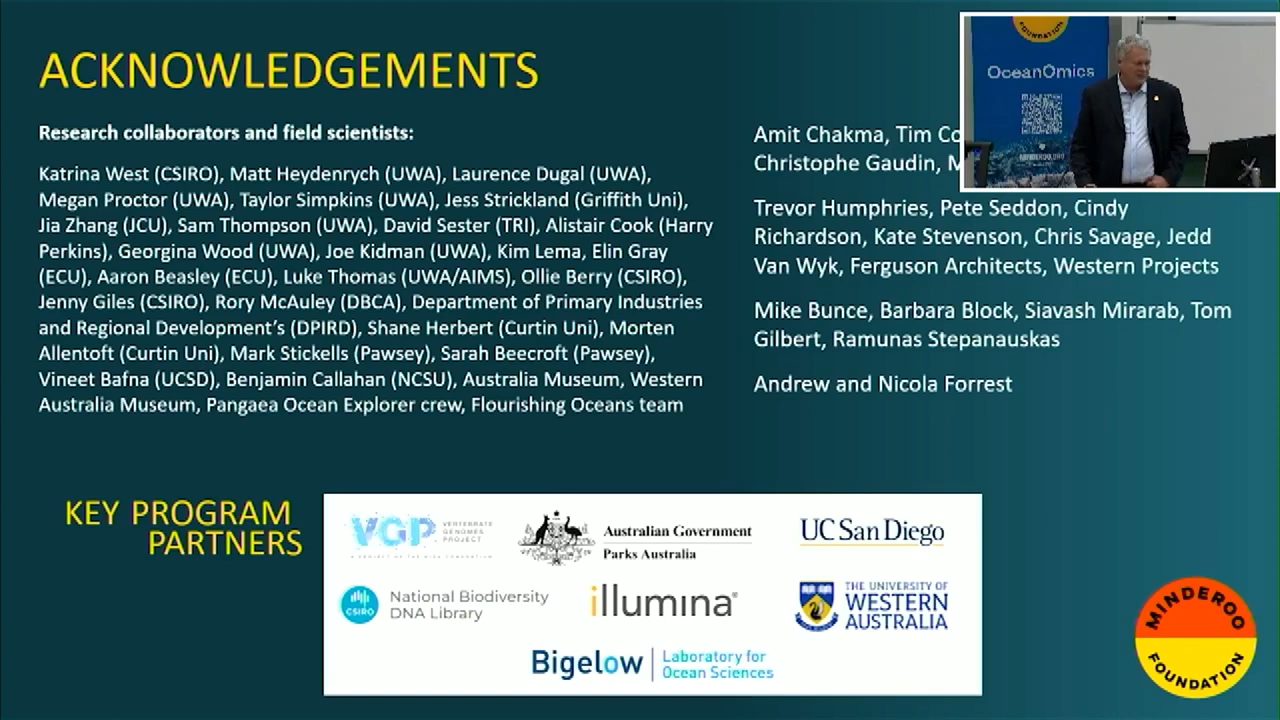 ACKNOWLEDGEMENTS
Research collaborators and field scientists:
Katrina West (CSIRO), Matt Heydenrych (UWA), Laurence Dugal (UWA),
Megan Proctor (UWA), Taylor Simpkins (UWA), Jess Strickland (Griffith Uni),
Jia Zhang (JCU), Sam Thompson (UWA), David Sester (TRI), Alistair Cook (Harry
Perkins), Georgina Wood (UWA), Joe Kidman (UWA), Kim Lema, Elin Gray
(ECU), Aaron Beasley (ECU), Luke Thomas (UWA/AIMS), Ollie Berry (CSIRO),
Jenny Giles (CSIRO), Rory McAuley (DBCA), Department of Primary Industries
and Regional Development’s (DPIRD), Shane Herbert (Curtin Uni), Morten
Allentoft (Curtin Uni), Mark Stickells (Pawsey), Sarah Beecroft (Pawsey),
Vineet Bafna (UCSD), Benjamin Callahan (NCSU), Australia Museum, Western
Australia Museum, Pangaea Ocean Explorer crew, Flourishing Oceans team
Amit Chakma, Tim Co
Christophe Gaudin, M
Trevor Humphries, Pete Seddon, Cindy
Richardson, Kate Stevenson, Chris Savage, Jedd
Van Wyk, Ferguson Architects, Western Projects
Mike Bunce, Barbara Block, Siavash Mirarab, Tom
Gilbert, Ramunas Stepanauskas
Andrew and Nicola Forrest
FOUNDATION
OceanOmics
KEY PROGRAM
PARTNERS
VGP
VERTEBRATE
GENOMES
PROJECT
Australian Government
Parks Australia
UC San Diego
CSIRO
National Biodiversity
DNA Library
illumina®
THE UNIVERSITY OF
WESTERN
AUSTRALIA
Bigelow
Laboratory for
Ocean Sciences
MINDEROO
FOUNDATION